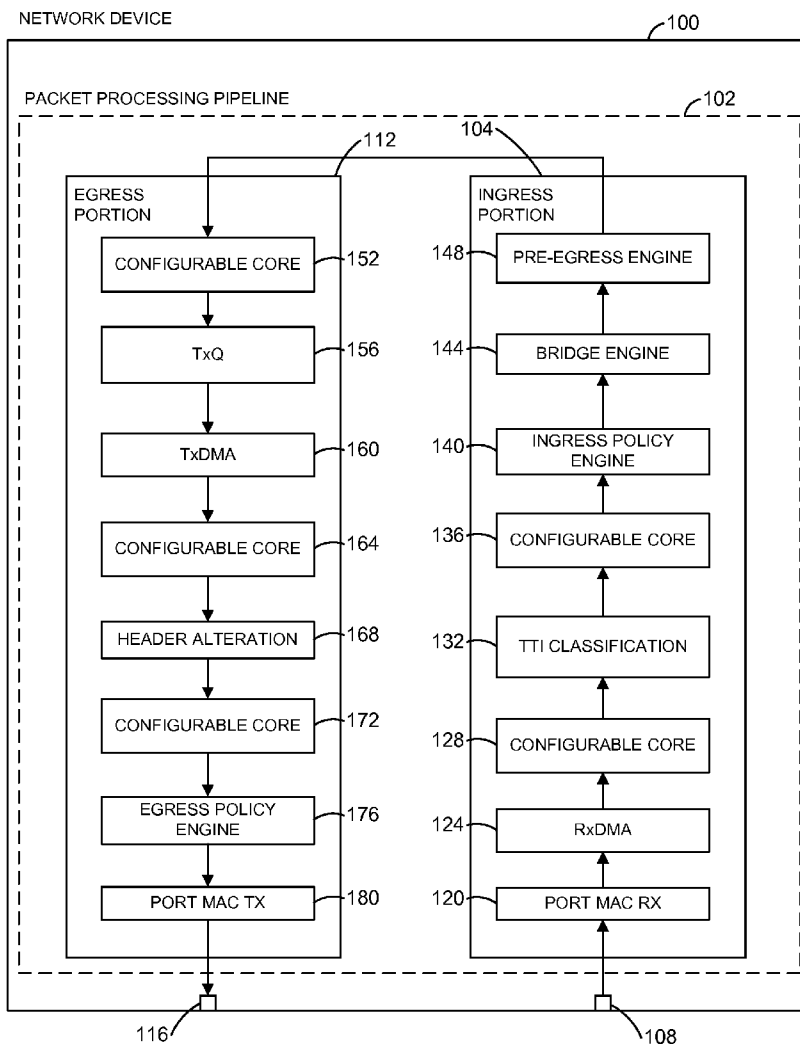 NETWORK DEVICE
100
PACKET PROCESSING PIPELINE
102
112
104
EGRESS
PORTION
CONFIGURABLE CORE
152
TxQ
156
TxDMA
160
CONFIGURABLE CORE
164
HEADER ALTERATION
168
CONFIGURABLE CORE
172
EGRESS POLICY
ENGINE
176
PORT MAC TX
180
116
INGRESS
PORTION
148
PRE-EGRESS ENGINE
144
BRIDGE ENGINE
140
INGRESS POLICY
ENGINE
136
CONFIGURABLE CORE
132
TTI CLASSIFICATION
128
CONFIGURABLE CORE
124
RxDMA
120
PORT MAC RX
108